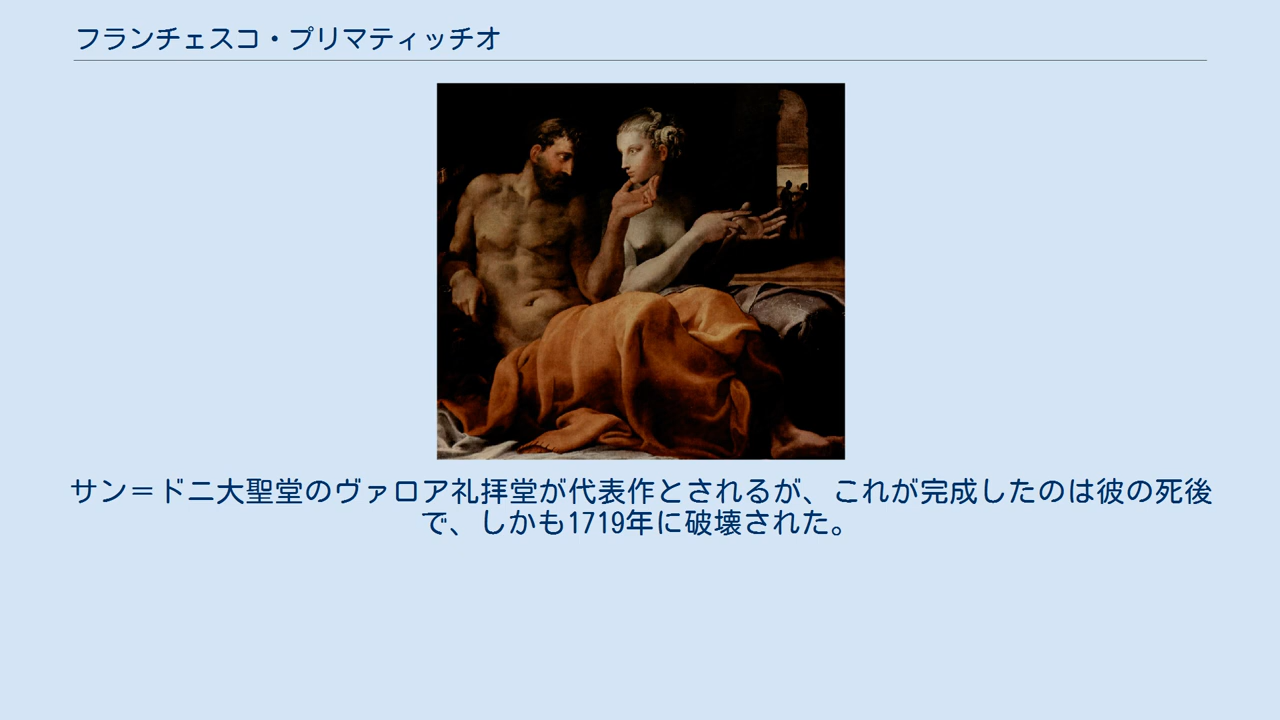 フランチェスコ・プリマティッチオ
サン＝ドニ大聖堂のヴァロア礼拝堂が代表作とされるが、これが完成したのは彼の死後
で、しかも1719年に破壊された。